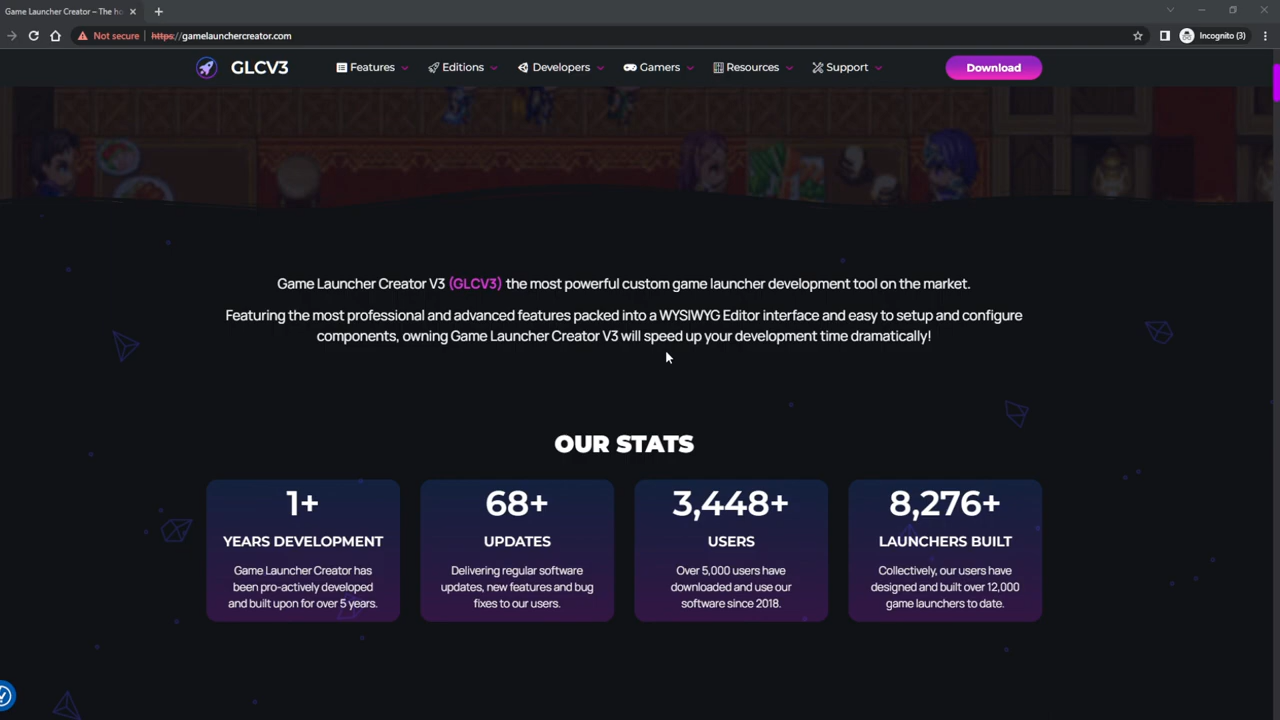 Game Launcher Creator – The ho
Not secure
https://gamelaunchercreator.com
Incognito (3)
GLCV3
Features
Editions
Developers
Gamers
Resources
Support
Download
Game Launcher Creator V3 (GLCV3) the most powerful custom game launcher development tool on the market.
Featuring the most professional and advanced features packed into a WYSIWYG Editor interface and easy to setup and configure
components, owning Game Launcher Creator V3 will speed up your development time dramatically!
OUR STATS
1+
YEARS DEVELOPMENT
Game Launcher Creator has
been pro-actively developed
and built upon for over 5 years.
68+
UPDATES
Delivering regular software
updates, new features and bug
fixes to our users.
3,448+
USERS
Over 5,000 users have
downloaded and use our
software since 2018.
8,276+
LAUNCHERS BUILT
Collectively, our users have
designed and built over 12,000
game launchers to date.